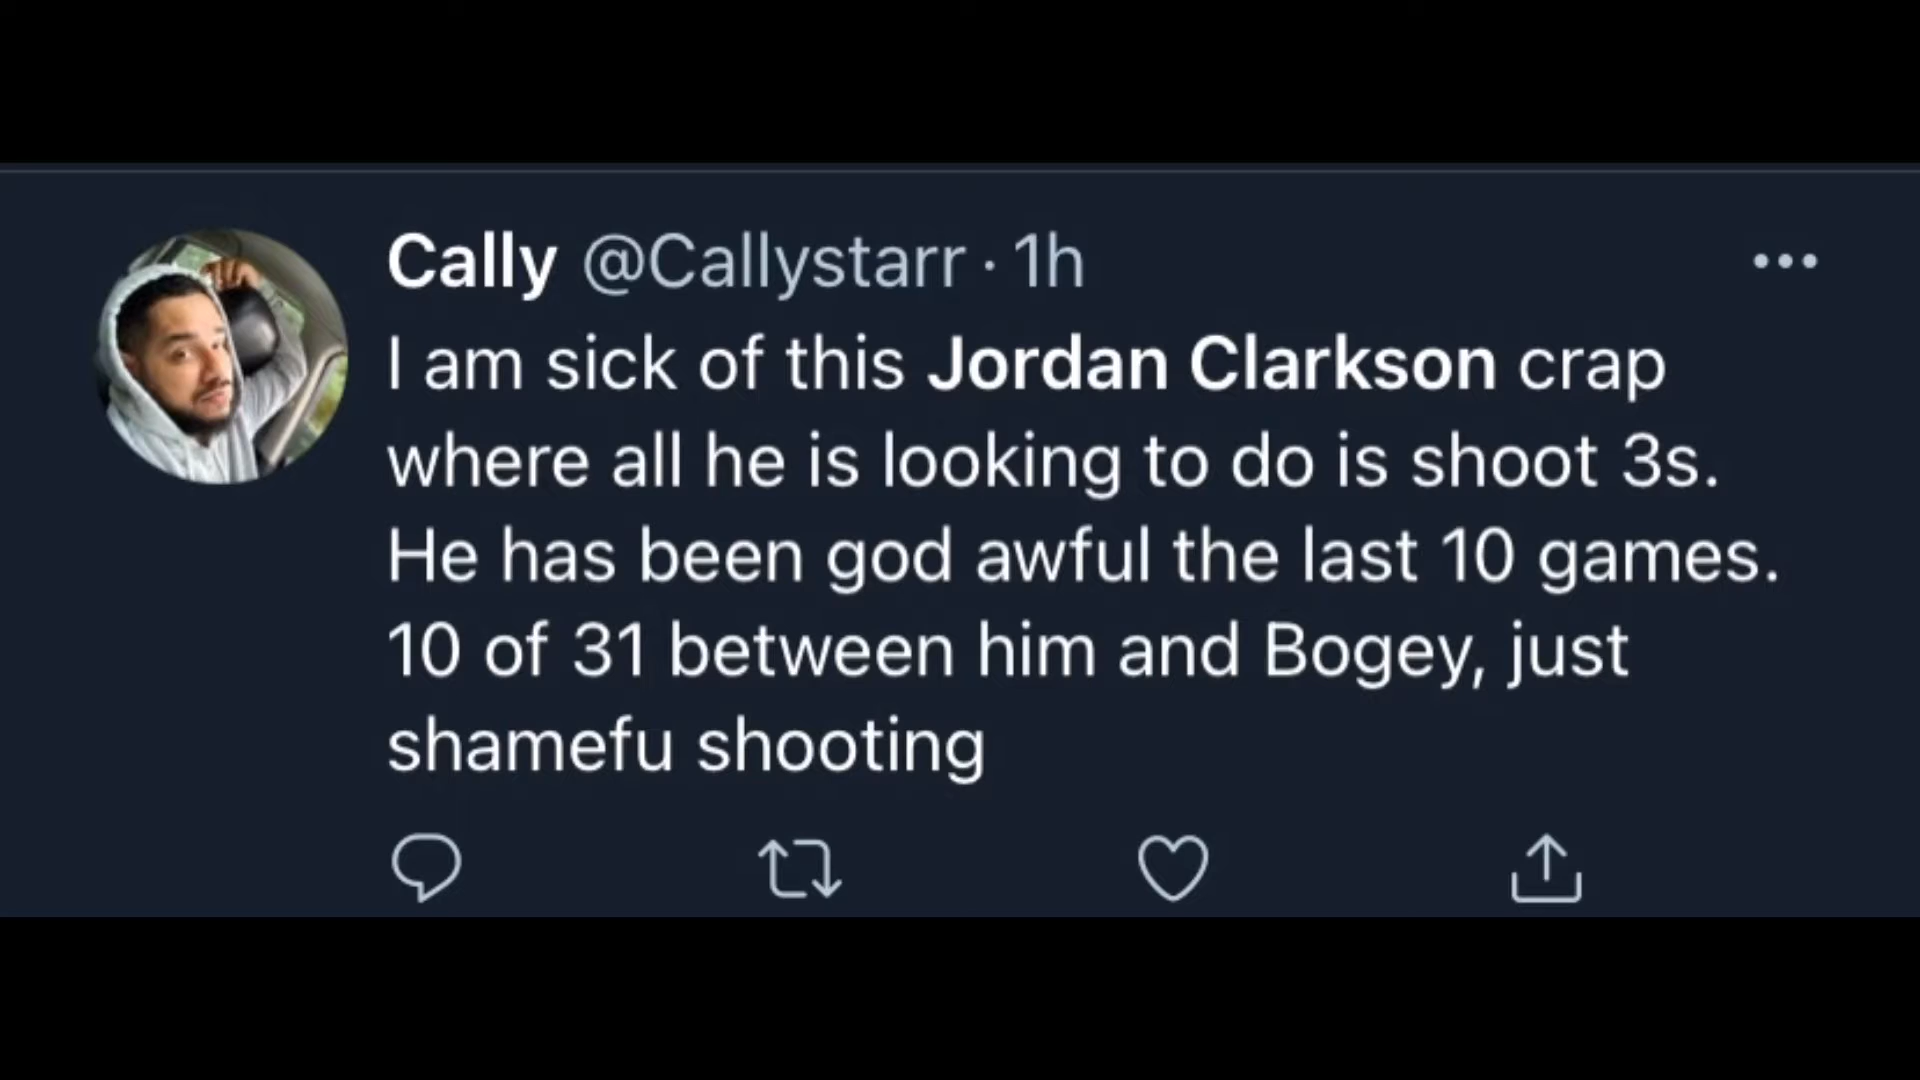 Cally @Callystarr · 1h
I am sick of this Jordan Clarkson crap
where all he is looking to do is shoot 3s.
He has been god awful the last 10 games.
10 of 31 between him and Bogey, just
shamefu shooting